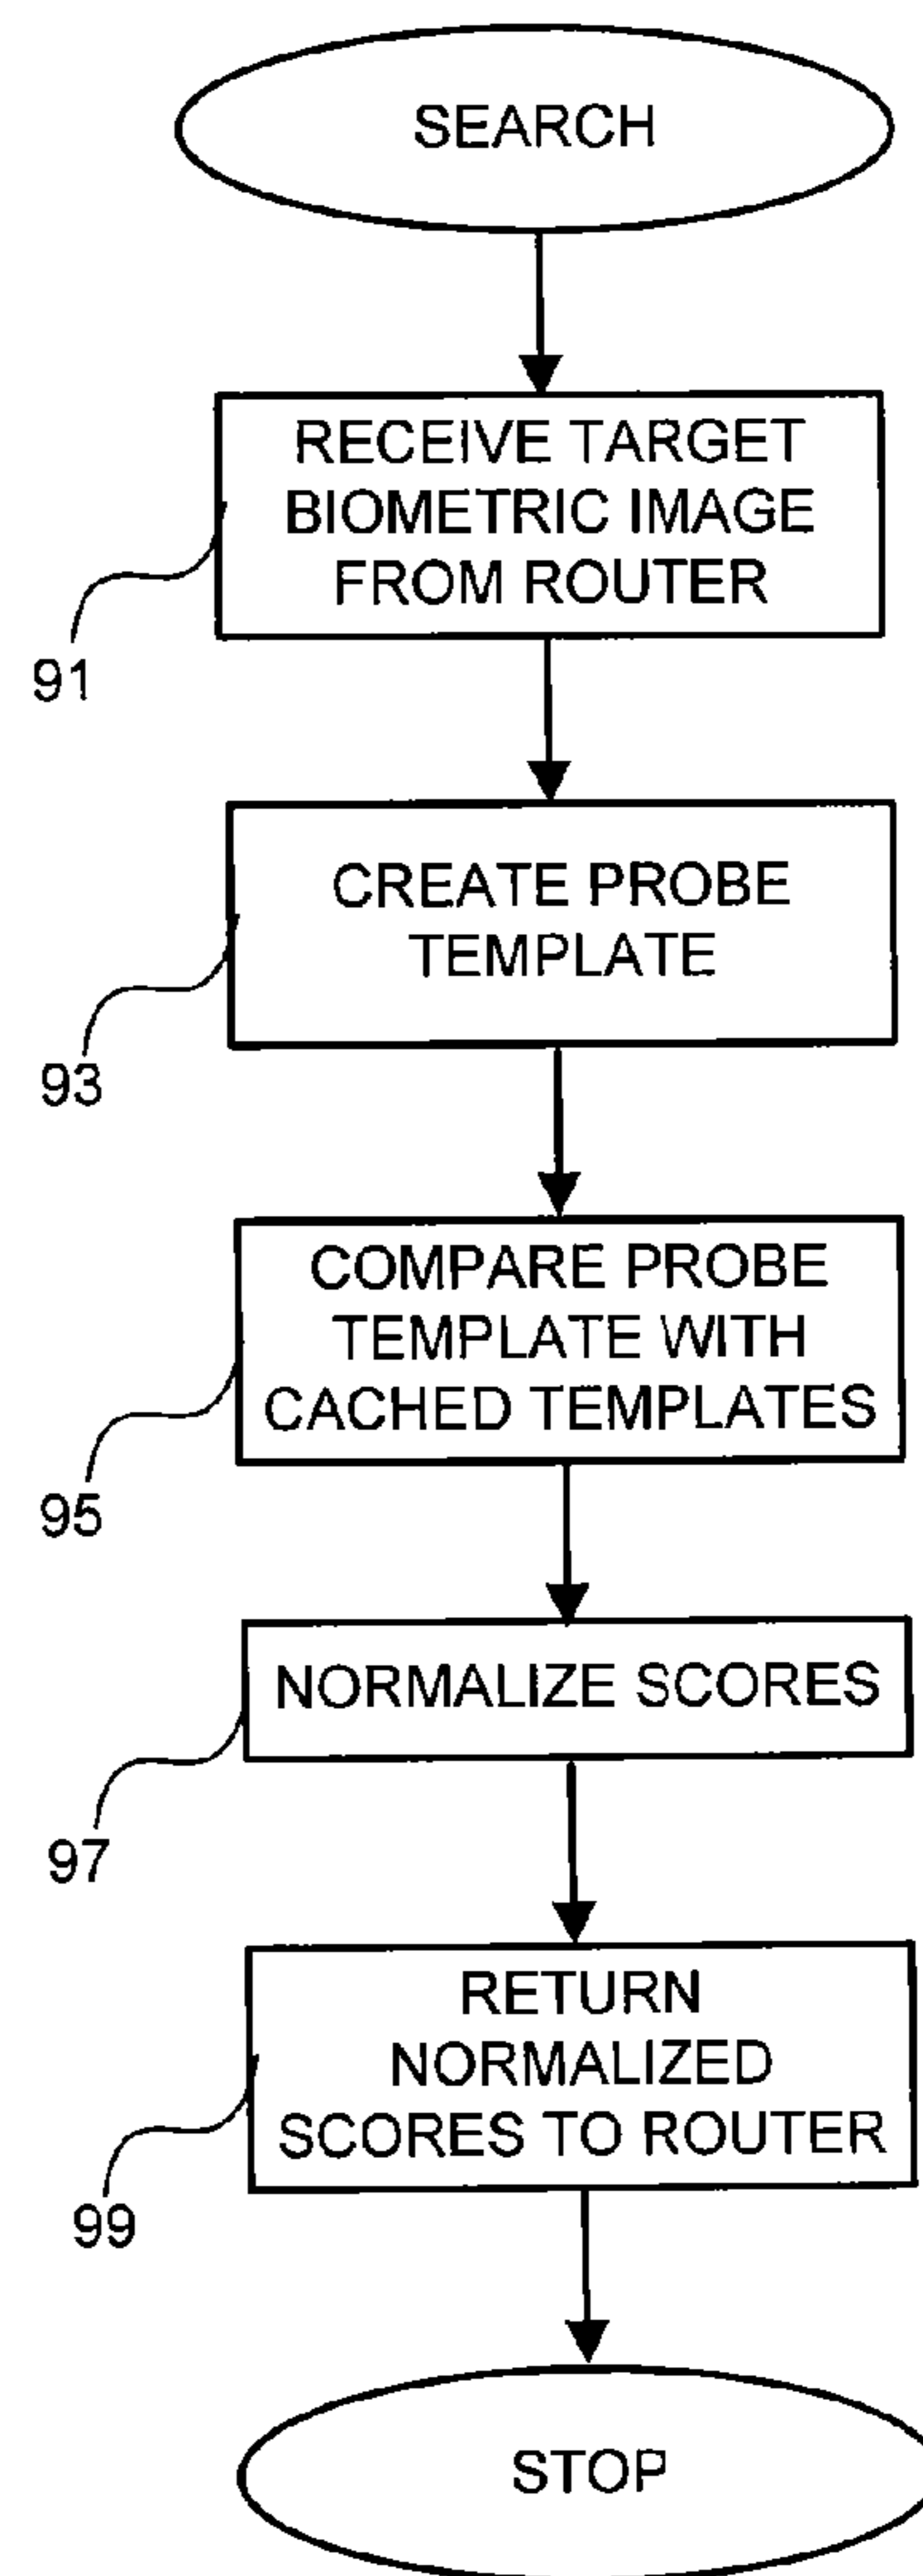 SEARCH
RECEIVE TARGET
BIOMETRIC IMAGE
FROM ROUTER
91
CREATE PROBE
TEMPLATE
93
COMPARE PROBE
TEMPLATE WITH
CACHED TEMPLATES
95
NORMALIZE SCORES
97
RETURN
NORMALIZED
SCORES TO ROUTER
99
STOP